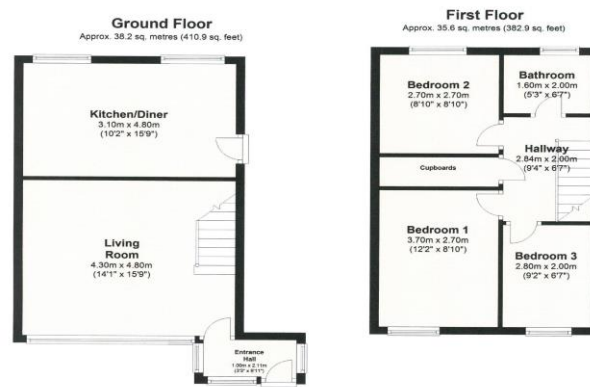 Ground Floor
Approx. 38.2 sq. metres (410.9 sq. feet)
Kitchen/Diner
3.10m x 4.80m
(10'2" x 15'9")
Living
Room
4.30m x 4.80m
(14'1" x 15'9")
Entrance
Hall
First Floor
Approx. 35.6 sq. metres (382.9 sq. feet)
Bedroom 2
2.70m x 2.70m
(8'10" x 8'10")
Bathroom
1.60m x 2.00m
(5'3" x 6'7")
Hallway
2.84m x 2.00m
(9'4" x 6'7")
Cupboards
Bedroom 1
3.70m x 2.70m
(12'2" x 8'10")
Bedroom 3
2.80m x 2.00m
(9'2" x 6'7")